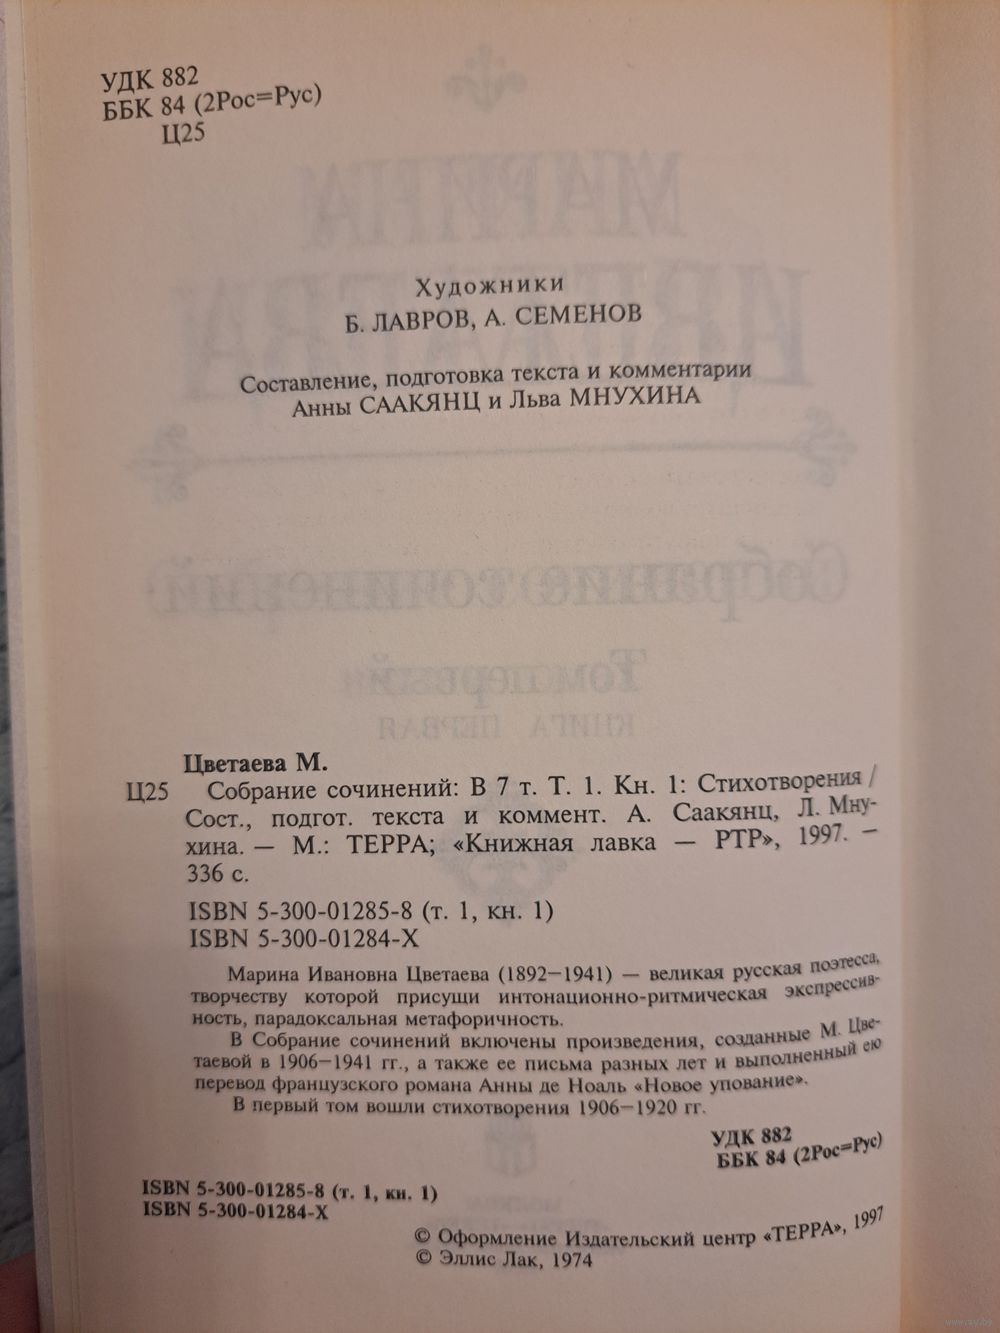 УДК 882
ББК 84 (2Рос=Рус)
Ц25
Художники
Б. ЛАВРОВ, А. СЕМЕНОВ
Составление, подготовка текста и комментарии
Анны СААКЯНЦ и Льва МНУХИНА
Цветаева М.
Ц25 Собрание сочинений: В 7 т. Т. 1. Кн. 1: Стихотворения /
Сост., подгот. текста и коммент. А. Саакянц, Л. Мну-
хина. — М.: ТЕРРА; «Книжная лавка — РТР», 1997. —
336 с.
ISBN 5-300-01285-8 (т. 1, кн. 1)
ISBN 5-300-01284-X
Марина Ивановна Цветаева (1892—1941) — великая русская поэтесса,
творчеству которой присущи интонационно-ритмическая экспрессив-
ность, парадоксальная метафоричность.
В Собрание сочинений включены произведения, созданные М. Цве-
таевой в 1906—1941 гг., а также ее письма разных лет и выполненный ею
перевод французского романа Анны де Ноаль «Новое упование».
В первый том вошли стихотворения 1906—1920 гг.
УДК 882
ББК 84 (2Рос=Рус)
ISBN 5-300-01285-8 (т. 1, кн. 1)
ISBN 5-300-01284-X
© Оформление Издательский центр «ТЕРРА», 1997
© Эллис Лак, 1974